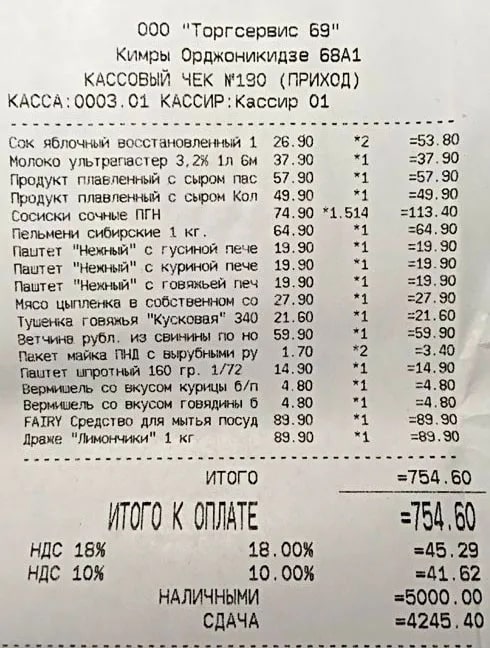 ООО "Торгсервис 69"
Кимры Орджоникидзе 68А1
КАССОВЫЙ ЧЕК №190 (ПРИХОД)
КАССА:0003.01 КАССИР:Кассир 01
Сок яблочный восстановленный 1 26.90 *2 =53.80
Молоко ультрапастер 3,2% 1л 6м 37.90 *1 =37.90
Продукт плавленный с сыром пас 57.90 *1 =57.90
Продукт плавленный с сыром Кол 49.90 *1 =49.90
Сосиски сочные ПГН 74.90 *1.514 =113.40
Пельмени сибирские 1 кг. 64.90 *1 =64.90
Паштет "Нежный" с гусиной пече 19.90 *1 =19.90
Паштет "Нежный" с куриной пече 19.90 *1 =19.90
Паштет "Нежный" с говяжьей печ 19.90 *1 =19.90
Мясо цыпленка в собственном со 27.90 *1 =27.90
Тушенка говяжья "Кусковая" 340 21.60 *1 =21.60
Ветчина рубл. из свинины по но 59.90 *1 =59.90
Пакет майка ПНД с вырубными ру 1.70 *2 =3.40
Паштет шпротный 160 гр. 1/72 14.90 *1 =14.90
Вермишель со вкусом курицы б/п 4.80 *1 =4.80
Вермишель со вкусом говядины б 4.80 *1 =4.80
FAIRY Средство для мытья посуд 89.90 *1 =89.90
Драже "Лимончики" 1 кг 89.90 *1 =89.90
ИТОГО =754.60
ИТОГО К ОПЛАТЕ =754.60
НДС 18% 18.00% =45.29
НДС 10% 10.00% =41.62
НАЛИЧНЫМИ =5000.00
СДАЧА =4245.40